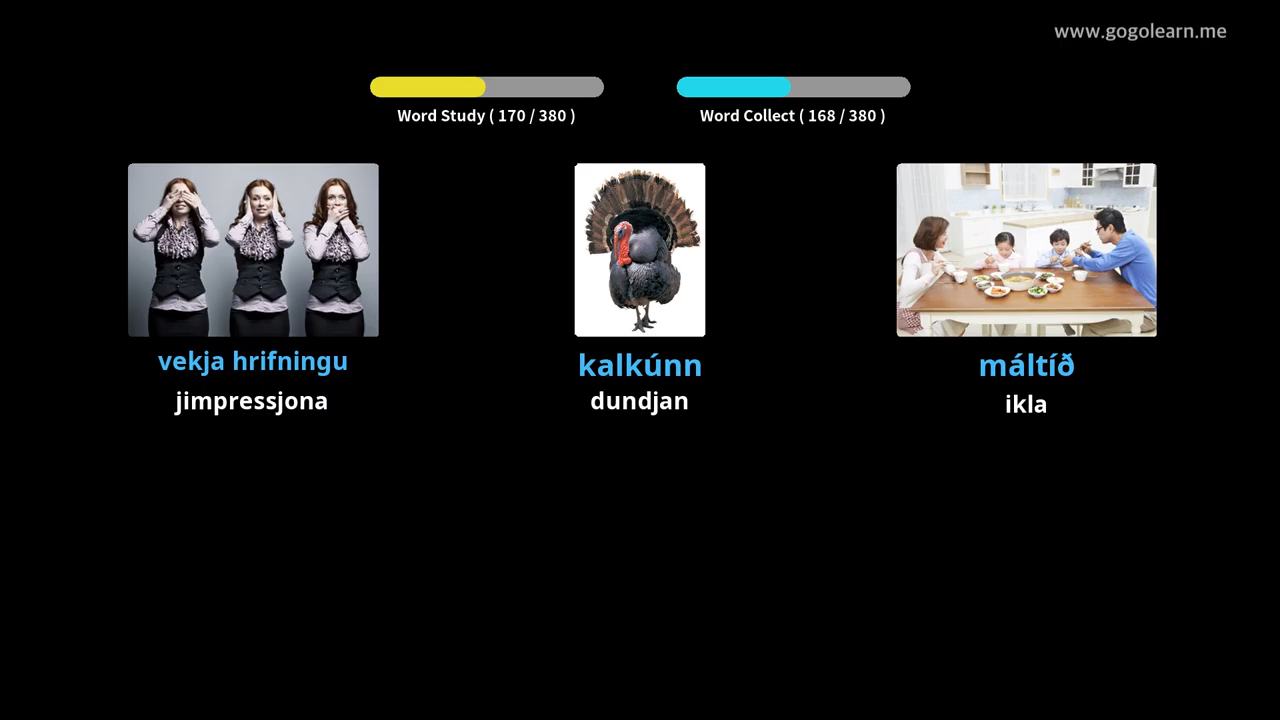 www.gogolearn.me
Word Study ( 170 / 380 )
Word Collect ( 168 / 380 )
vekja hrifningu
jimpressjona
kalkúnn
dundjan
máltíð
ikla